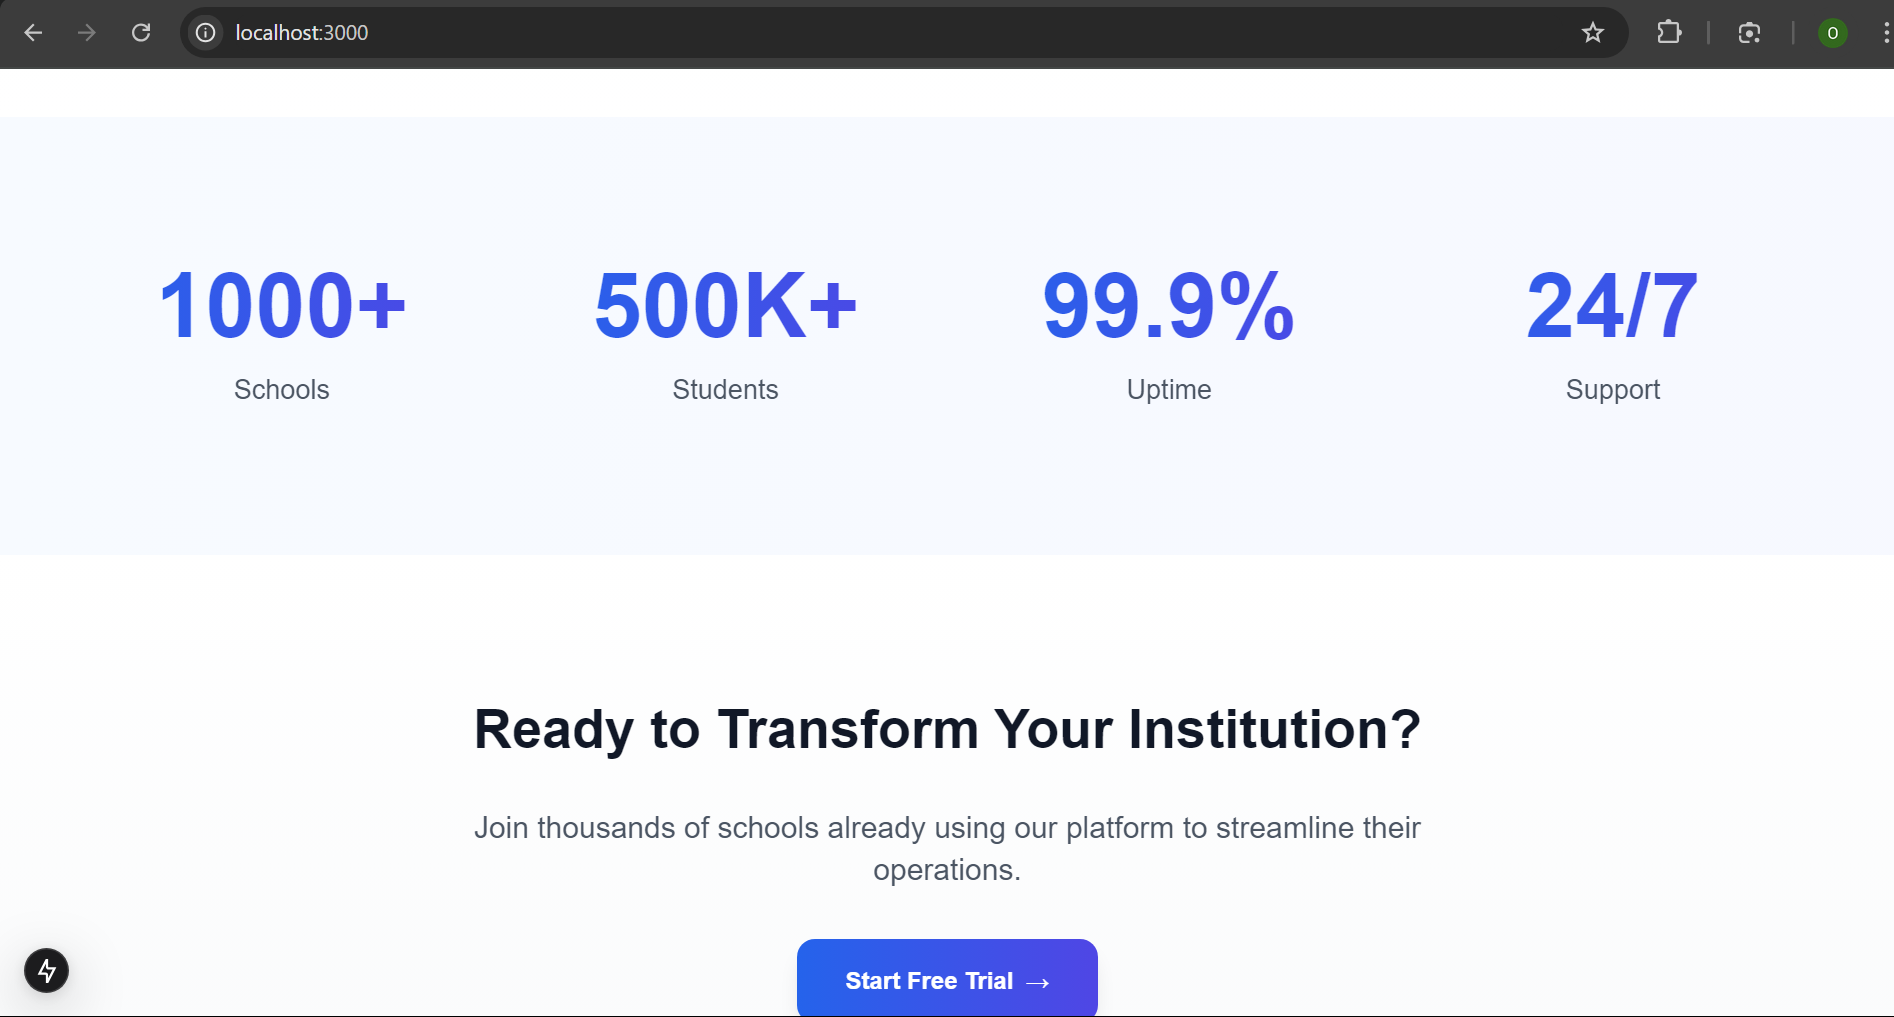 localhost:3000
O
1000+ 500K+ 99.9% 24/7
Schools Students Uptime Support
Ready to Transform Your Institution?
Join thousands of schools already using our platform to streamline their
operations.
Start Free Trial →